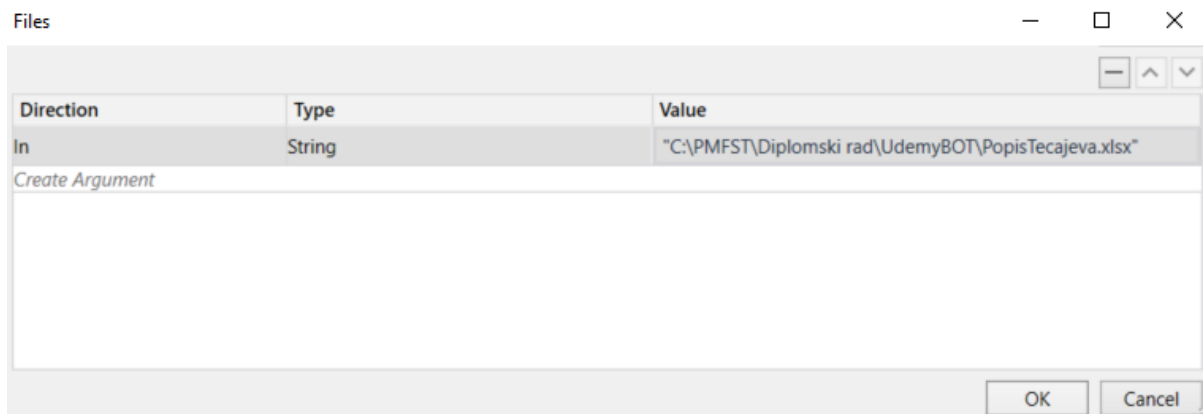 Files
Direction Type Value
In String "C:\PMFST\Diplomski rad\UdemyBOT\PopisTecajeva.xlsx"
Create Argument
OK Cancel